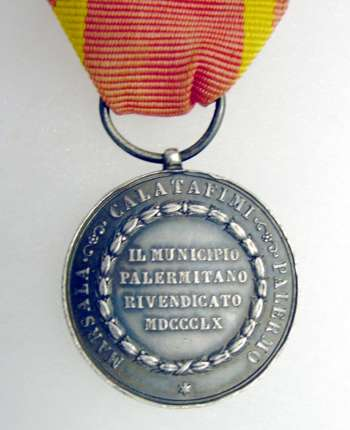 MARSALA · CALATAFIMI · PALERMO
IL MUNICIPIO
PALERMITANO
RIVENDICATO
MDCCCLX